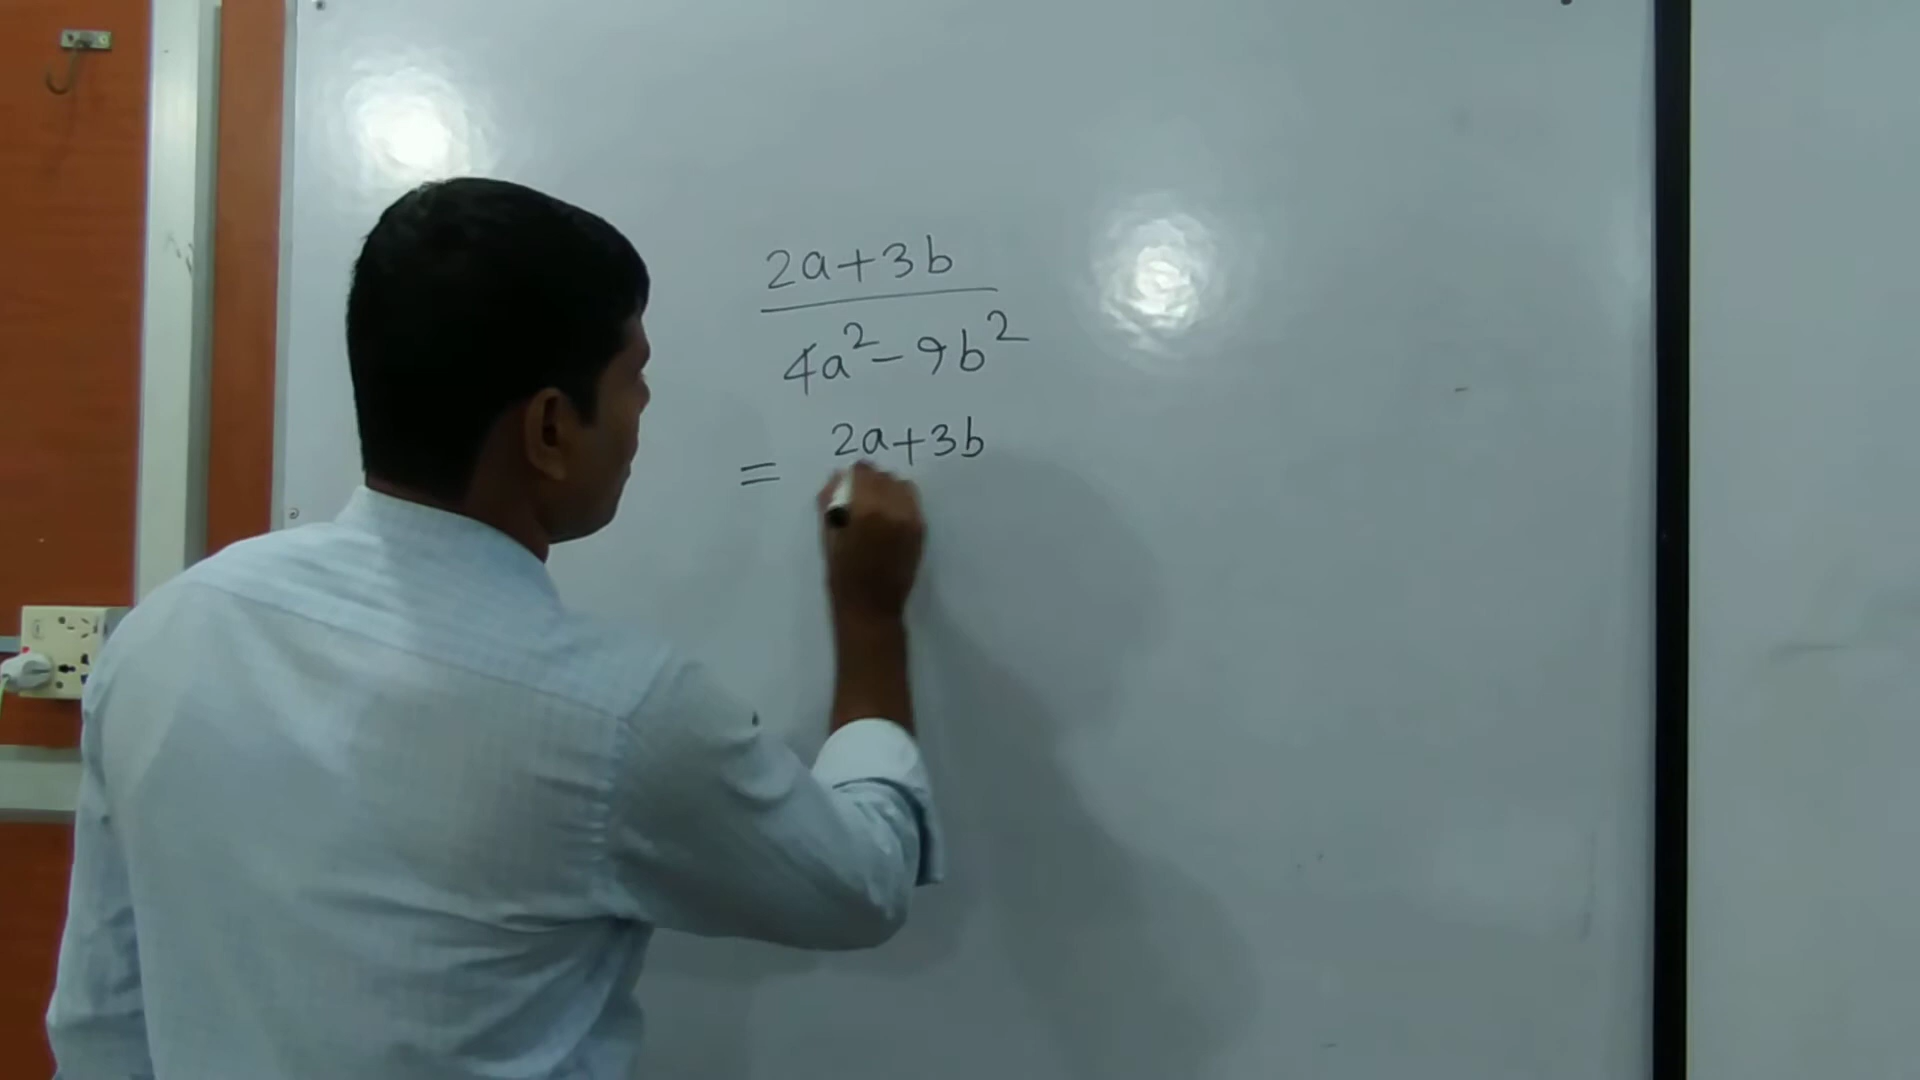 2a+3b
4a²-9b²
= 2a+3b